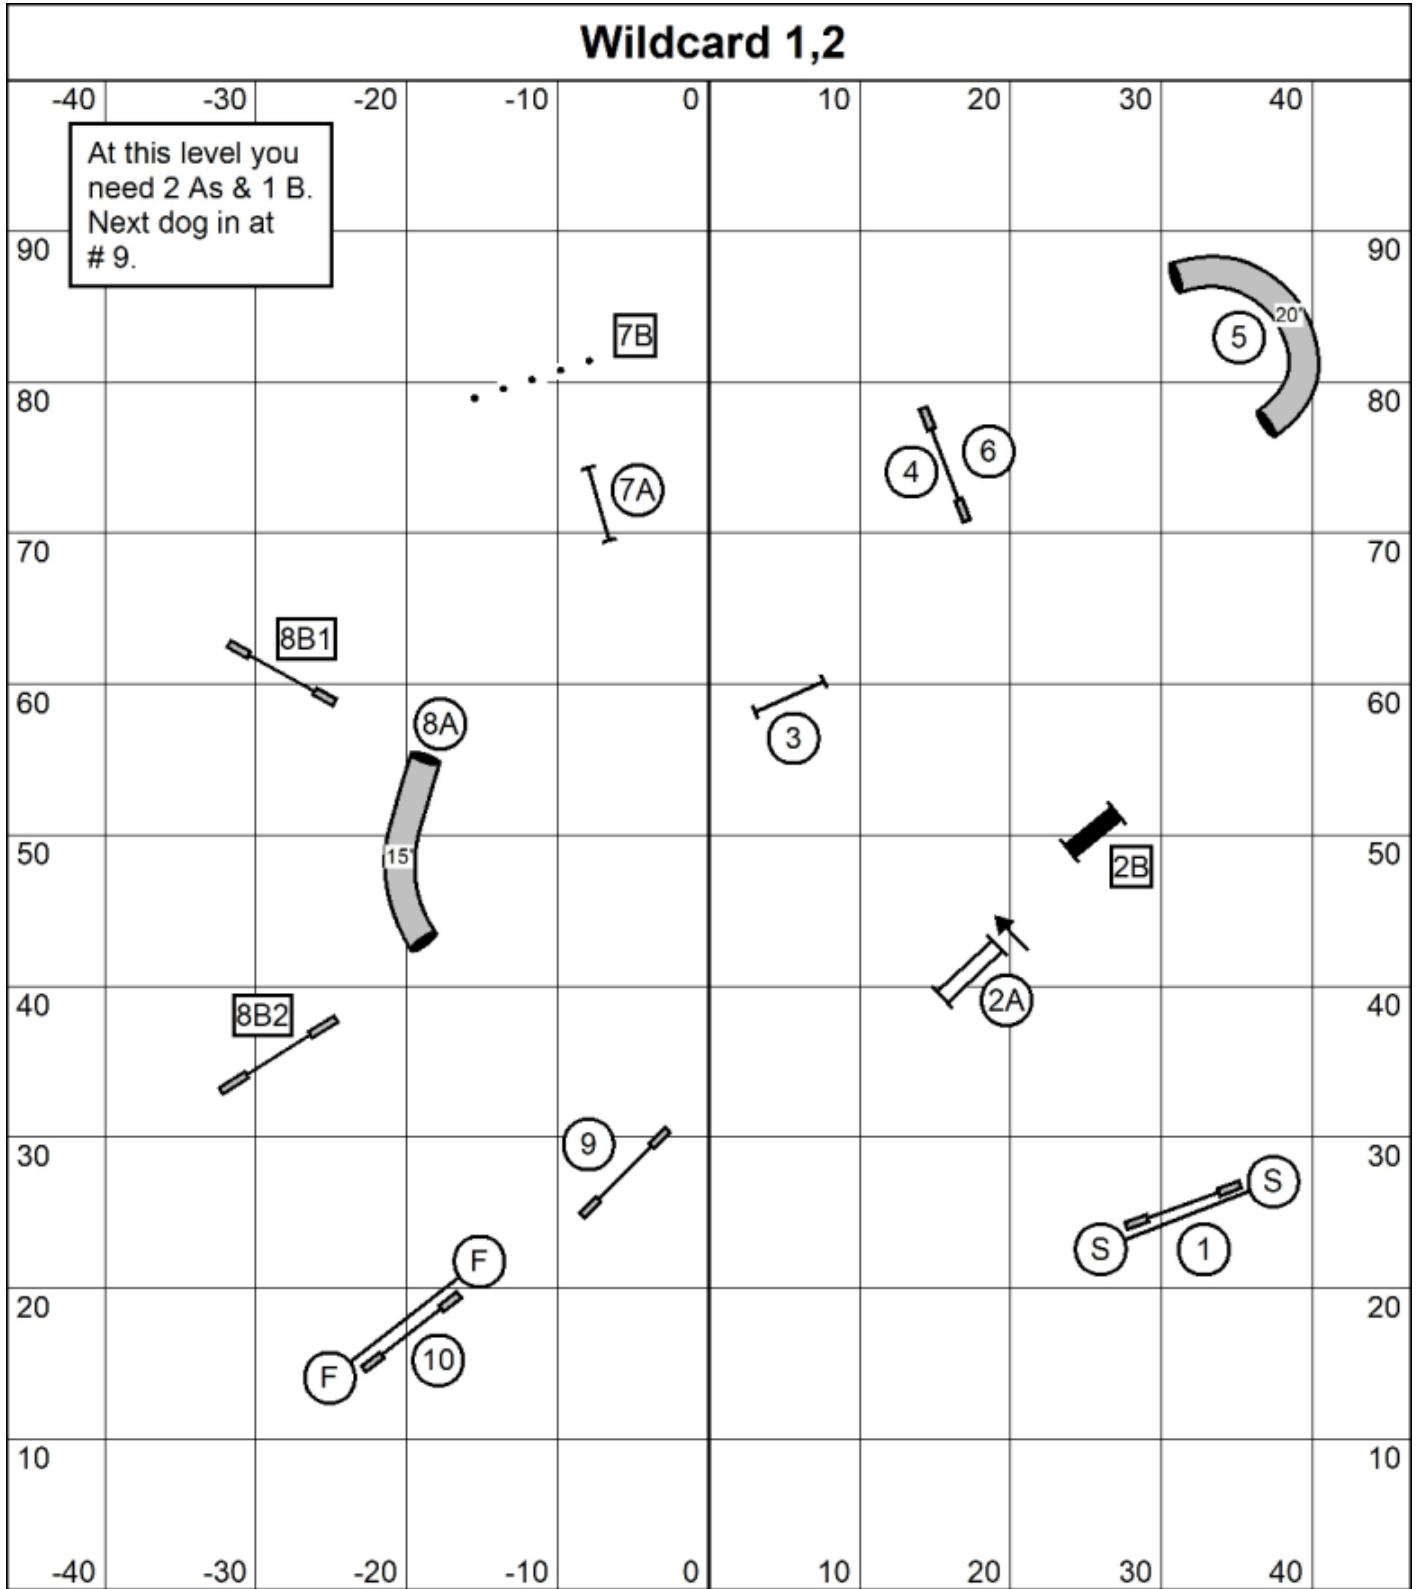 Wildcard 1,2
-40 -30 -20 -10 0 10 20 30 40
At this level you
need 2 As & 1 B.
Next dog in at
# 9.
90 90
20'
7B
5
80 80
6
4
7A
70 70
8B1
60 60
8A
3
50 50
15'
2B
40 40
2A
8B2
30 30
9
S
S 1
F
20 20
10
F
10 10
-40 -30 -20 -10 0 10 20 30 40